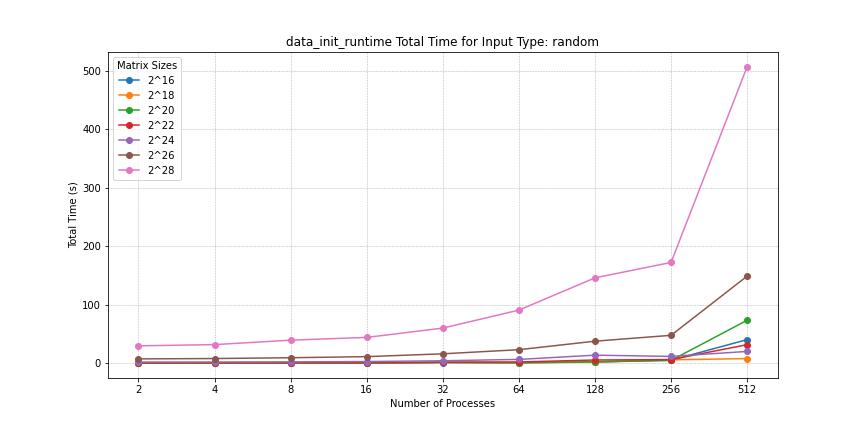 data_init_runtime Total Time for Input Type: random
Matrix Sizes
2^16
2^18
2^20
2^22
2^24
2^26
2^28
Total Time (s)
500
400
300
200
100
0
2 4 8 16 32 64 128 256 512
Number of Processes